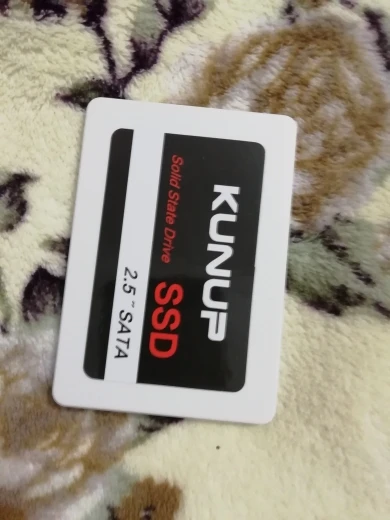 KUNUP
Solid State Drive SSD
2.5" SATA